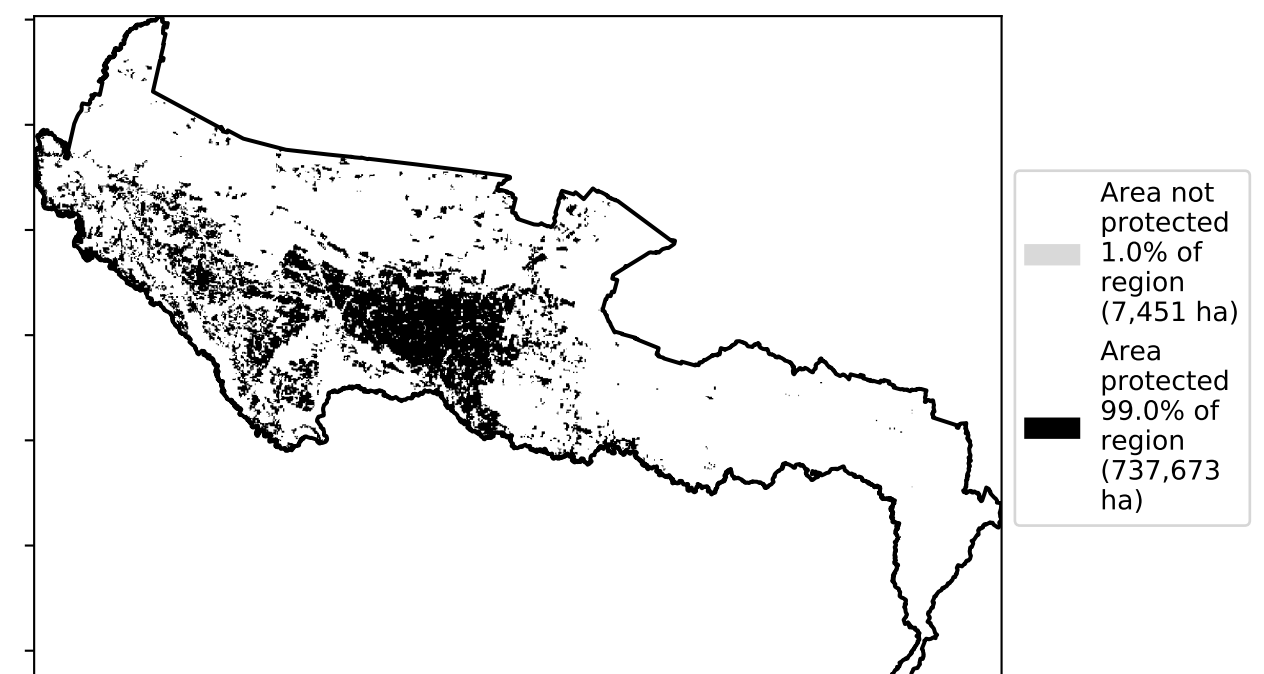 Area not
protected
1.0% of
region
(7,451 ha)
Area
protected
99.0% of
region
(737,673
ha)